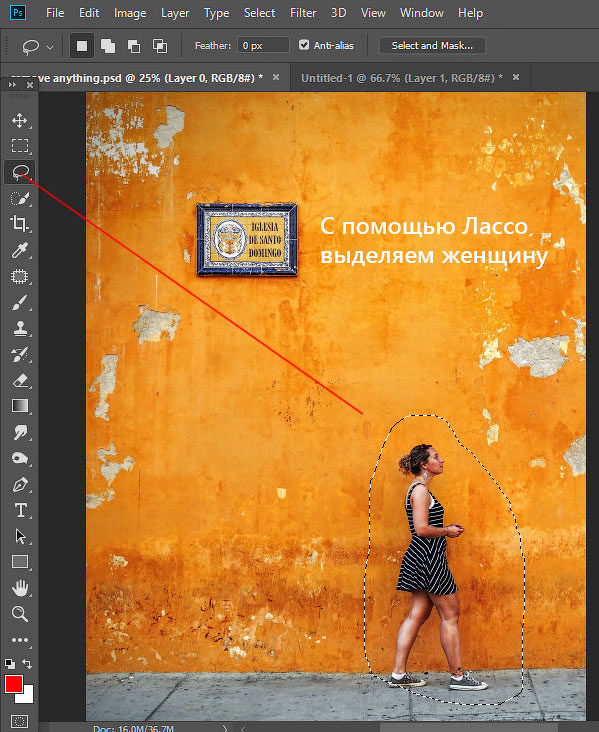 Ps File Edit Image Layer Type Select Filter 3D View Window Help
Feather: 0 px Anti-alias Select and Mask...
move anything.psd @ 25% (Layer 0, RGB/8#) * × Untitled-1 @ 66.7% (Layer 1, RGB/8#) * ×
IGLESIA
DE SANTO
DOMINGO
С помощью Лассо,
выделяем женщину
T
Doc: 16,0M/36,7M